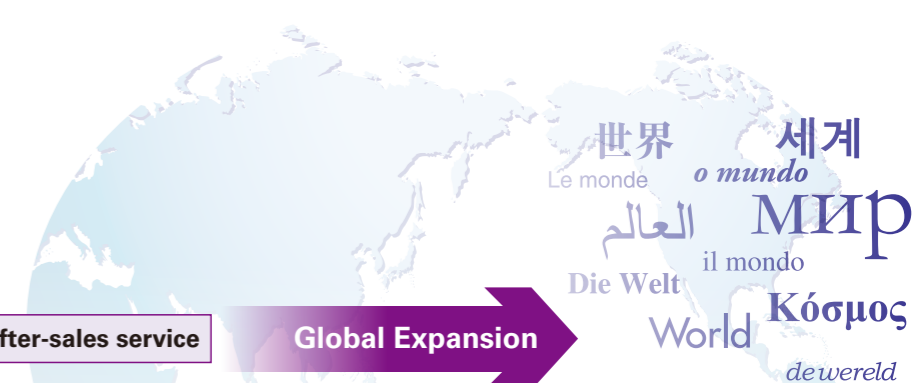 世界
세계
Le monde
o mundo
мир
العالم
il mondo
Die Welt
Κόσμος
fter-sales service
Global Expansion
World
de wereld